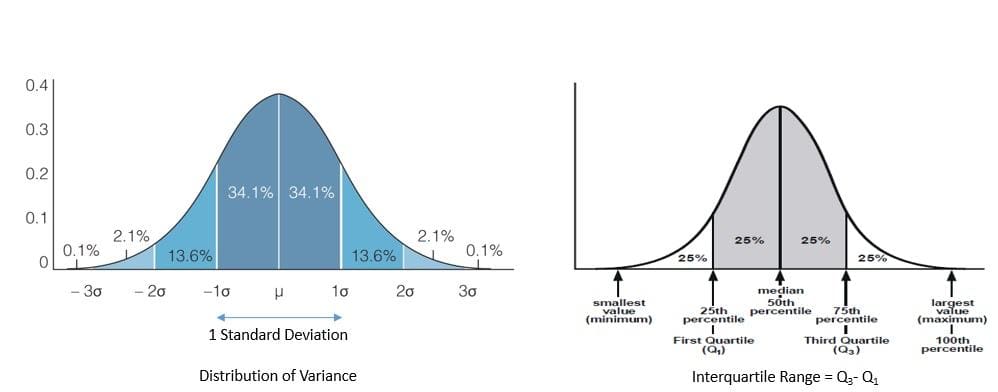 0.4
0.3
0.2
0.1
0
34.1% 34.1%
0.1% 2.1% 13.6% 13.6% 2.1% 0.1%
− 3σ − 2σ −1σ μ 1σ 2σ 3σ
1 Standard Deviation
Distribution of Variance
25% 25%
25% 25%
smallest
value
(minimum)
25th
percentile
First Quartile
(Q1)
median
50th
percentile
75th
percentile
Third Quartile
(Q3)
largest
value
(maximum)
100th
percentile
Interquartile Range = Q3- Q1